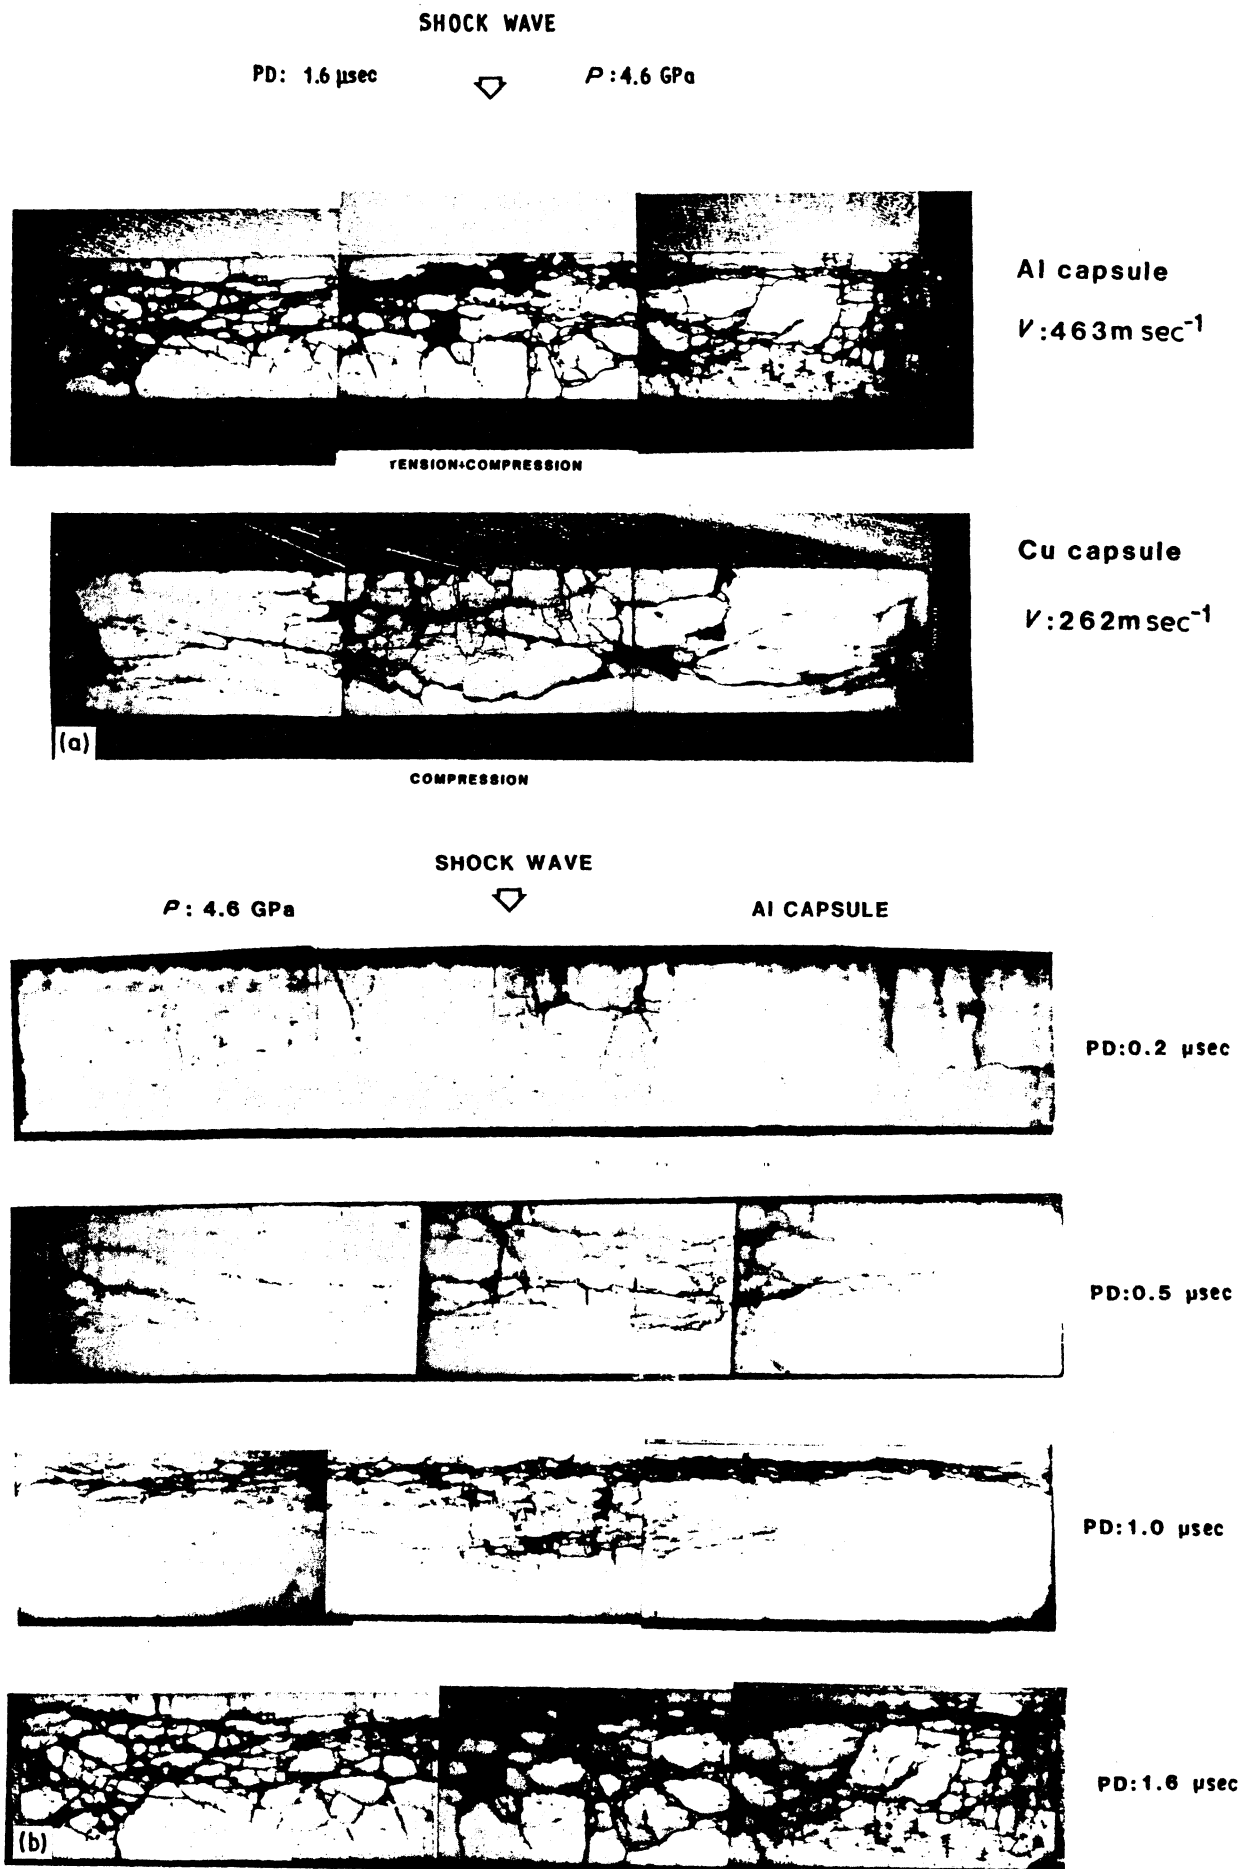 SHOCK WAVE
PD: 1.6 µsec P:4.6 GPa
Al capsule
V:463m sec⁻¹
TENSION+COMPRESSION
Cu capsule
V:262m sec⁻¹
(a)
COMPRESSION
SHOCK WAVE
P: 4.6 GPa Al CAPSULE
PD:0.2 µsec
PD:0.5 µsec
PD:1.0 µsec
PD:1.6 µsec
(b)